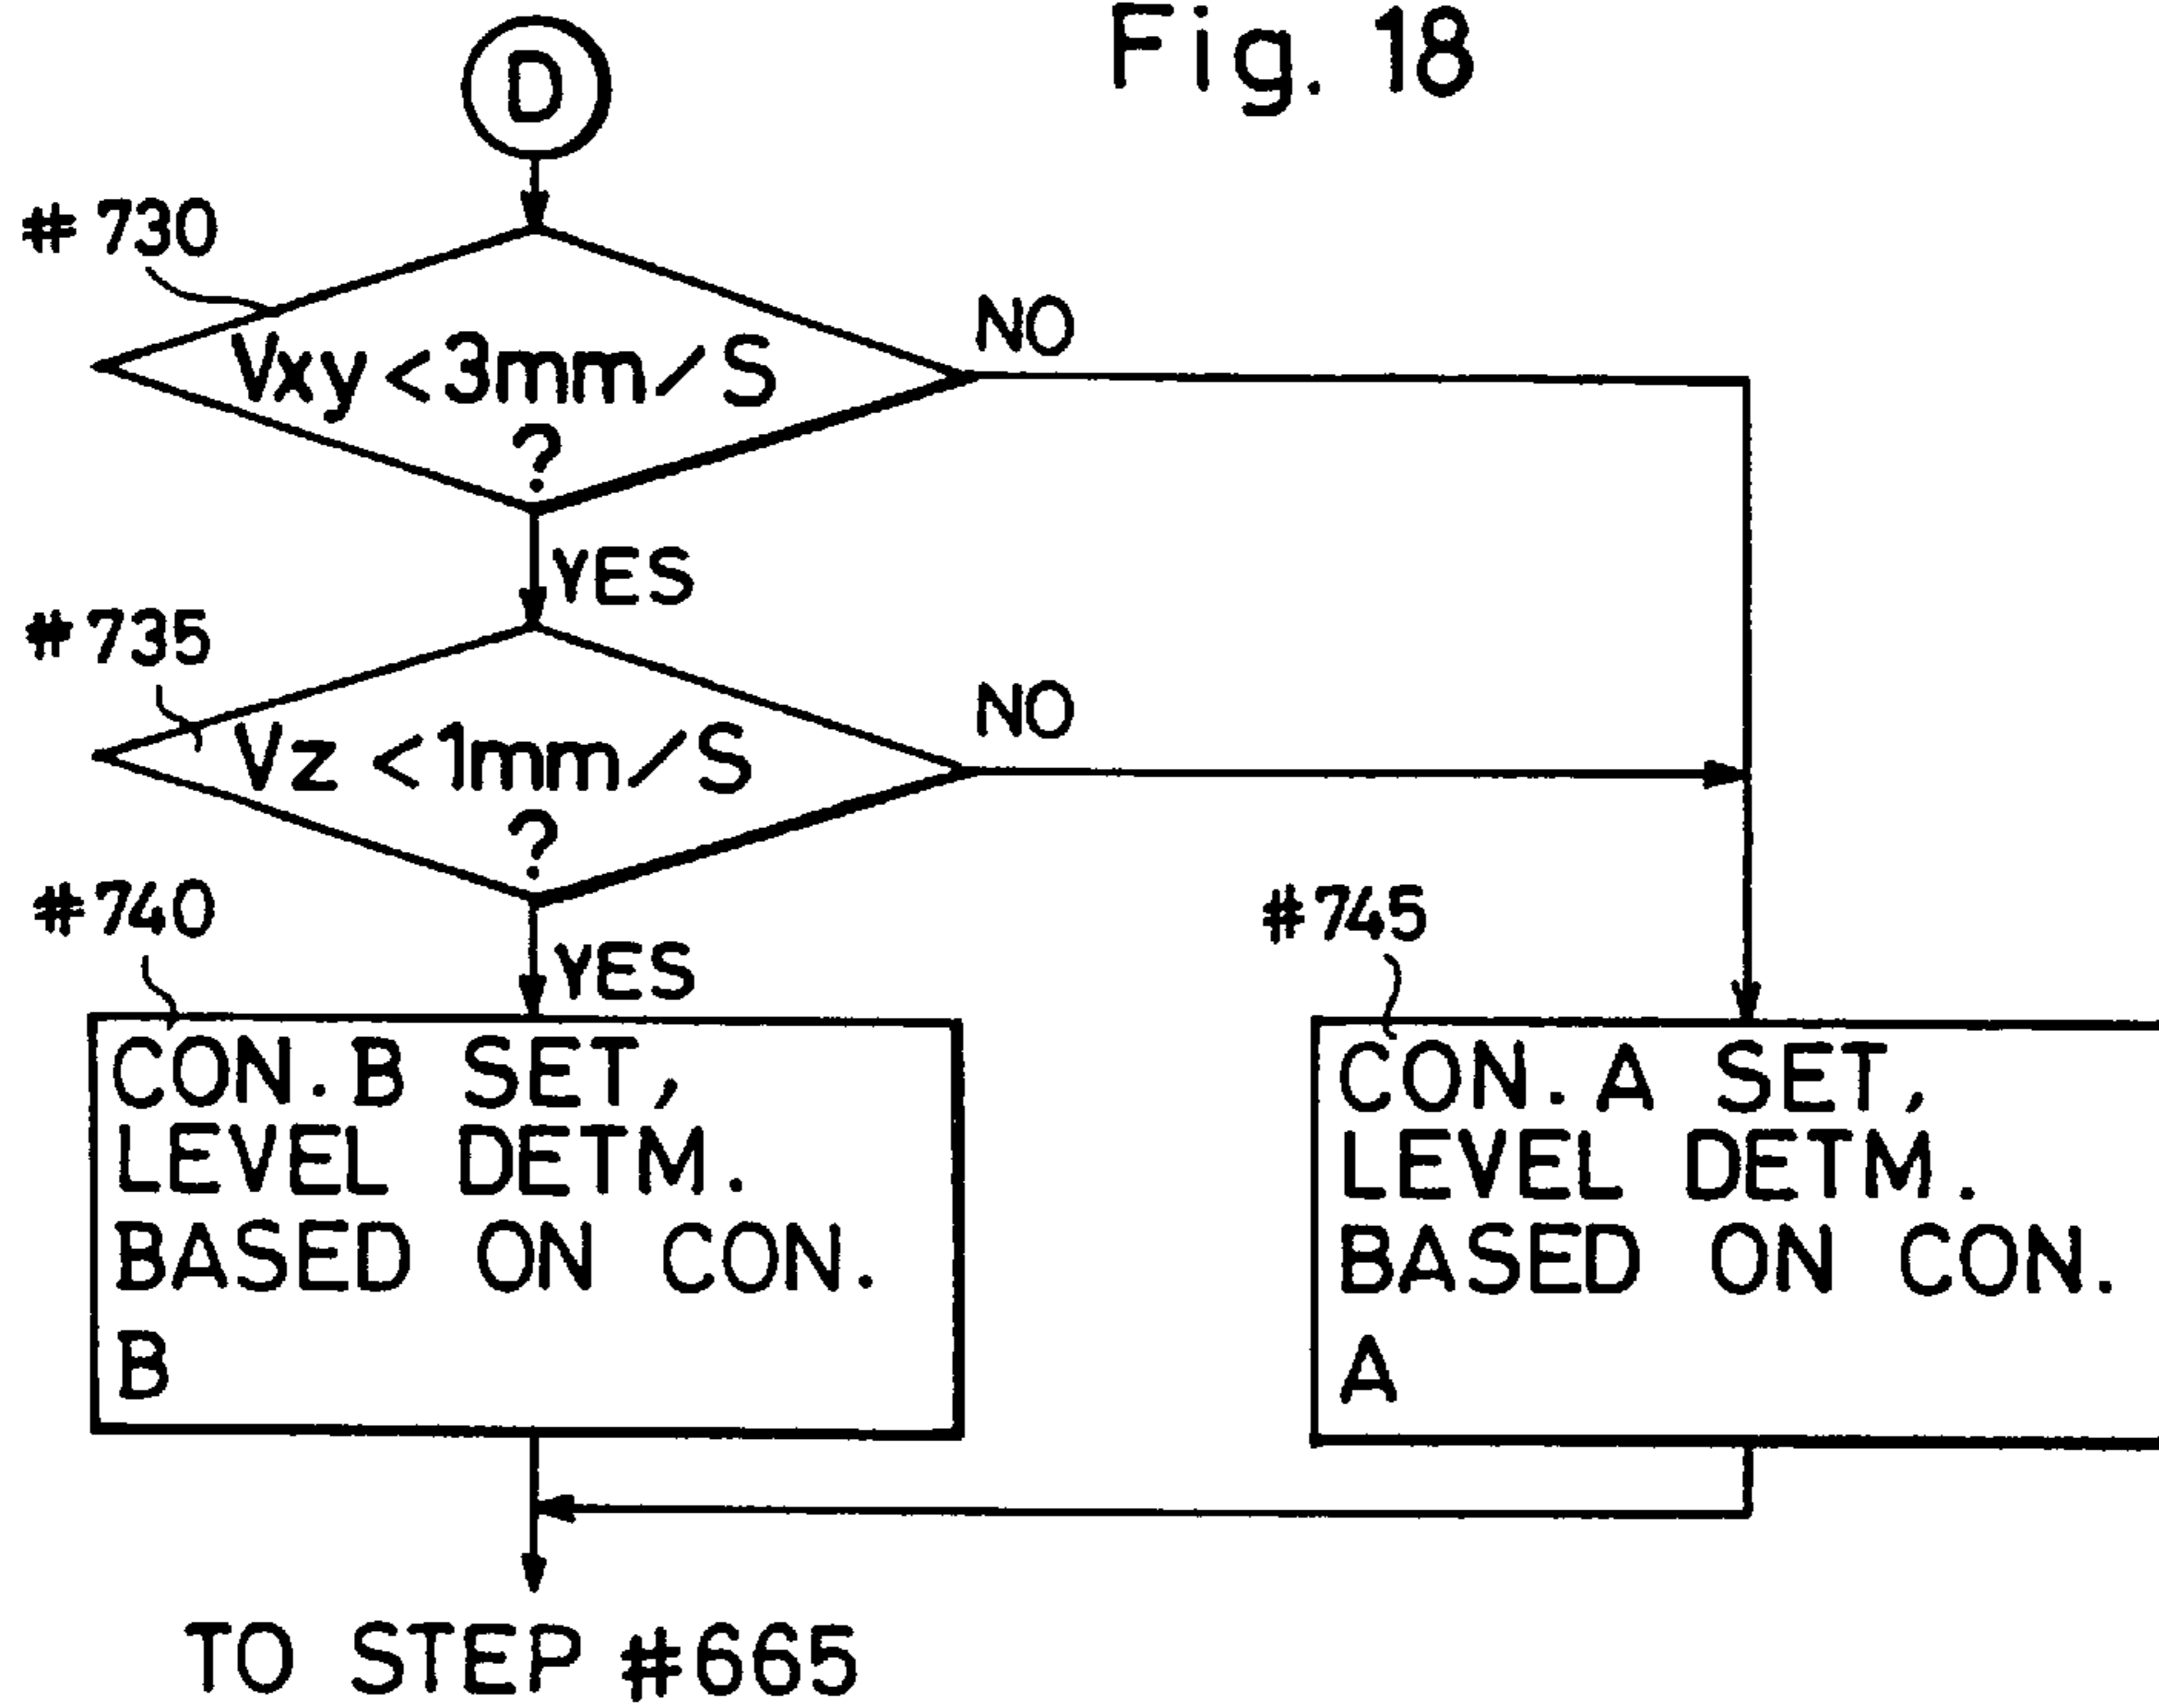 Fig. 18
D
#730
Vxy<3mm/S
?
NO
YES
#735
Vz <1mm/S
?
NO
YES
#740
CON. B SET,
LEVEL DETM.
BASED ON CON.
B
#745
CON. A SET,
LEVEL DETM.
BASED ON CON.
A
TO STEP #665